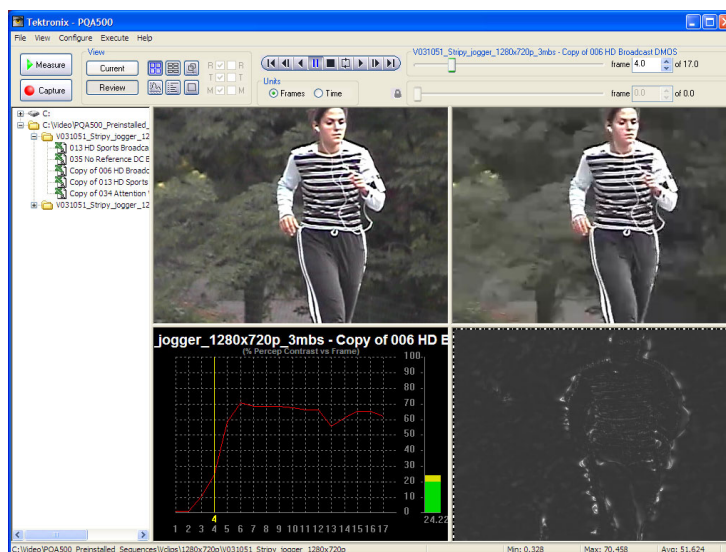 Tektronix - PQA500
File View Configure Execute Help
Measure
Capture
View
Current
Review
R R
T C
M M
Units
Frames Time
V031051_Stripy_jogger_1280x720p_3mbs - Copy of 006 HD Broadcast DMOS
frame 4.0 of 17.0
frame 0.0 of 0.0
C:
C:\Video\PQA500_Preinstalled_
V031051_Stripy_jogger_12
013 HD Sports Broadca
035 No Reference DC B
Copy of 006 HD Broadc
Copy of 013 HD Sports
Copy of 034 Attention
V031051_Stripy_jogger_12
_jogger_1280x720p_3mbs - Copy of 006 HD B
(% Percep Contrast vs Frame)
100
90
80
70
60
50
40
30
20
10
0
4
1 2 3 4 5 6 7 8 9 10 11 12 13 14 15 16 17
24.22
C:\Video\PQA500_Preinstalled_Sequences\Vclips\1280x720p\V031051_Stripy_jogger_1280x720p
Min: 0.328
Max: 70.458
Avg: 51.624